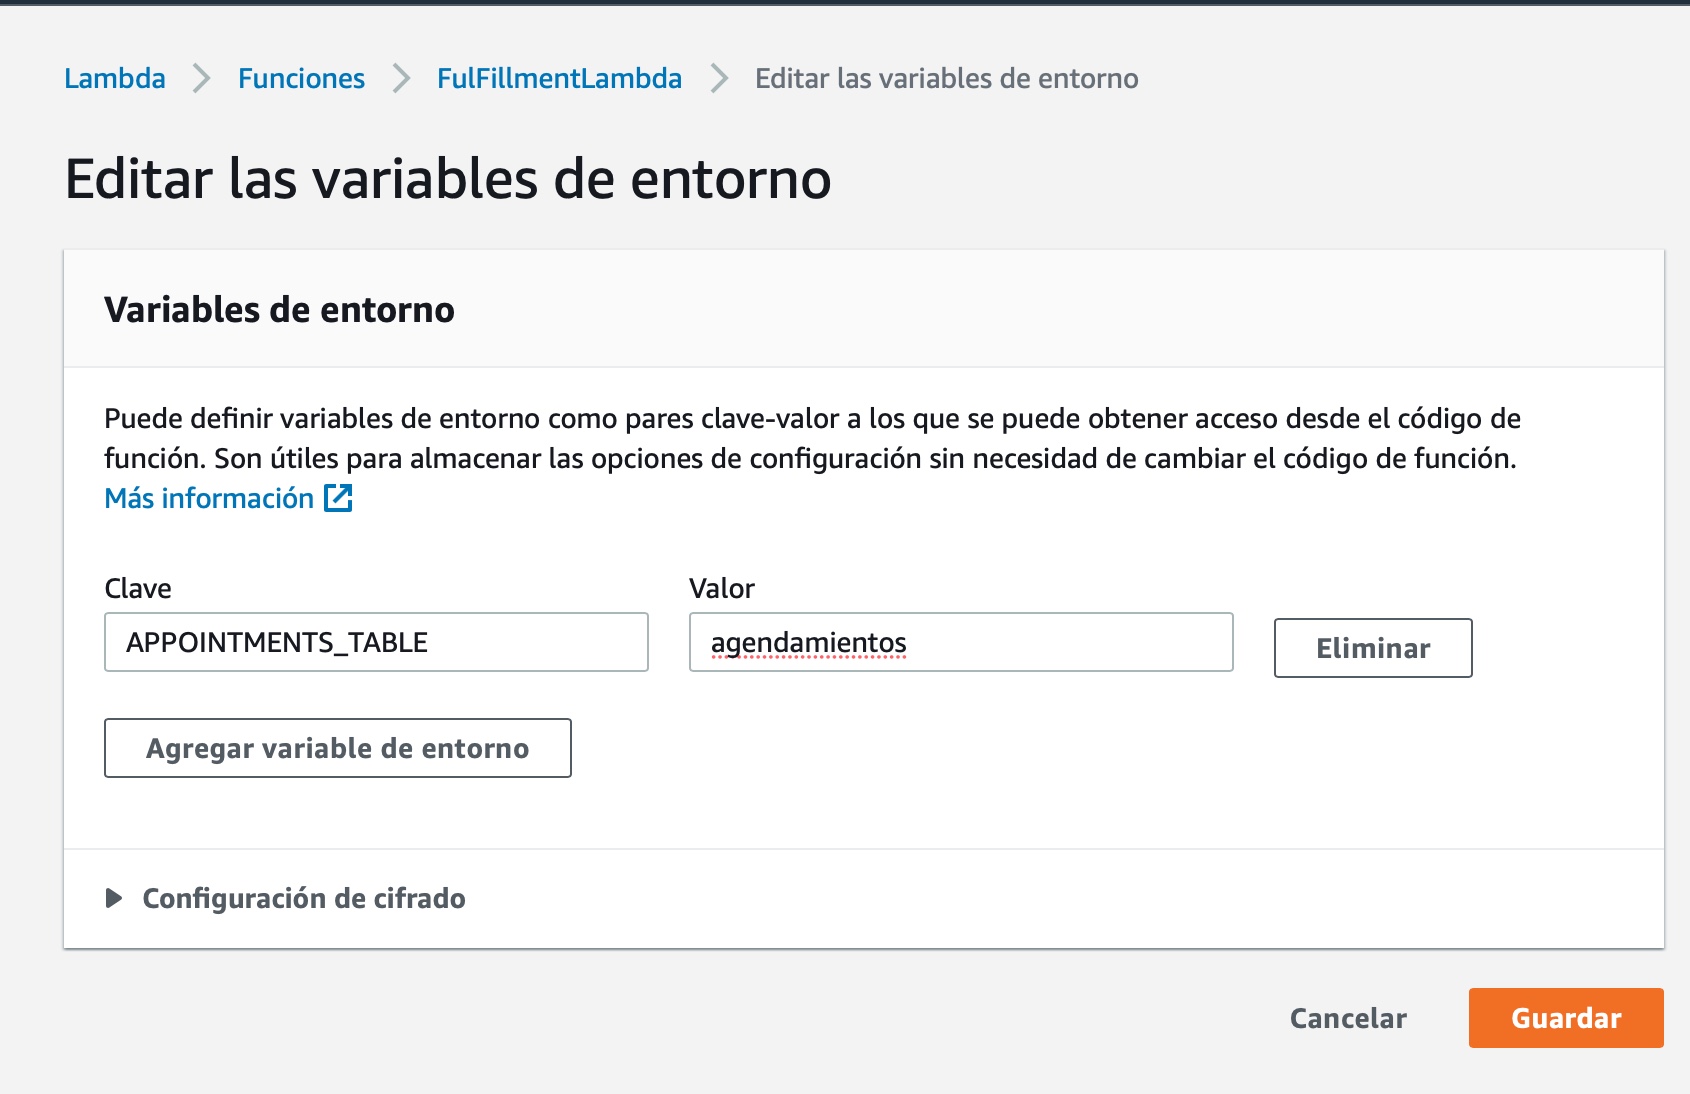 Lambda > Funciones > FulFillmentLambda > Editar las variables de entorno
Editar las variables de entorno
Variables de entorno
Puede definir variables de entorno como pares clave-valor a los que se puede obtener acceso desde el código de
función. Son útiles para almacenar las opciones de configuración sin necesidad de cambiar el código de función.
Más información
Clave Valor
APPOINTMENTS_TABLE agendamientos Eliminar
Agregar variable de entorno
Configuración de cifrado
Cancelar Guardar